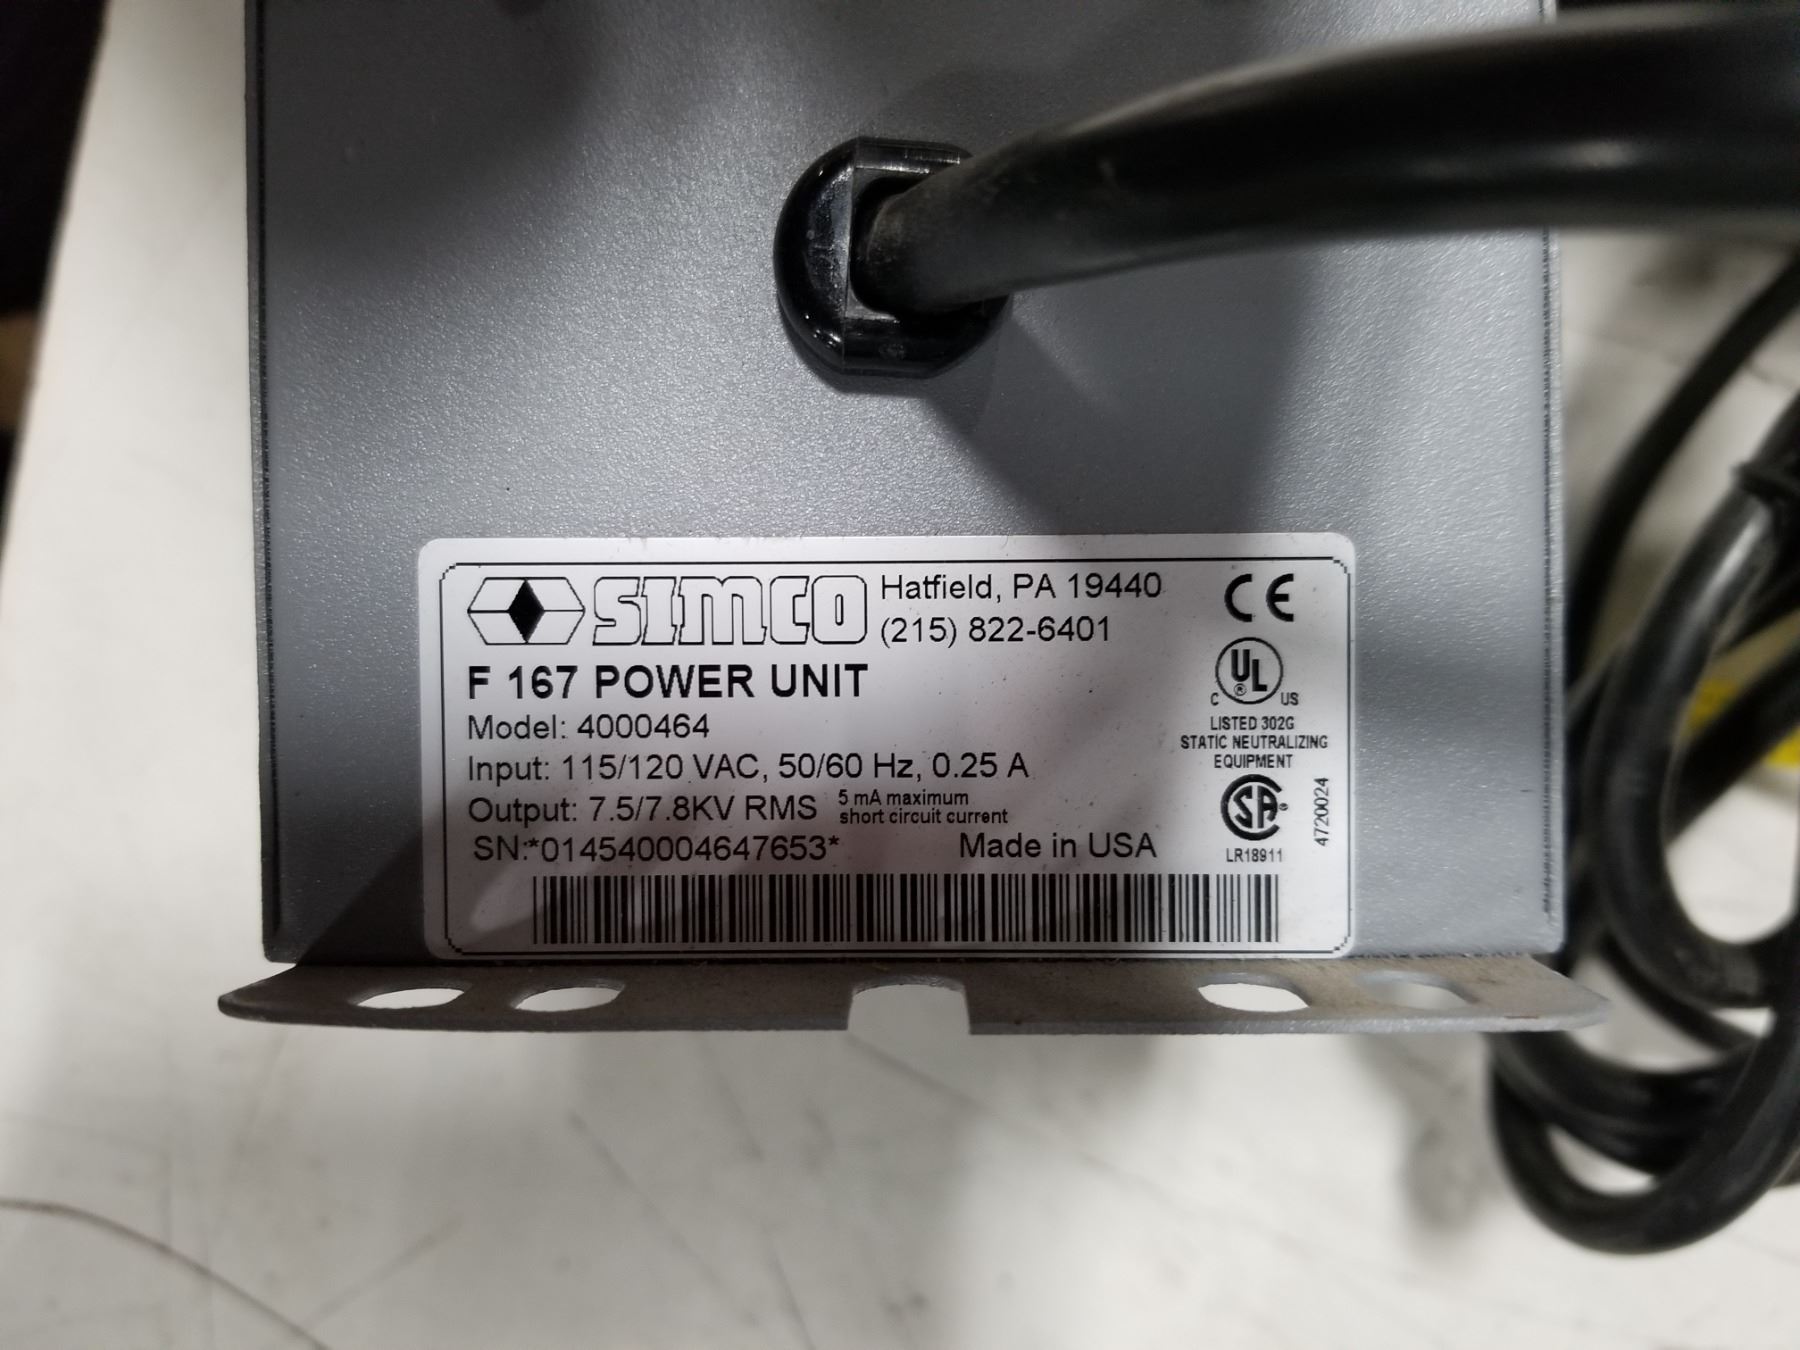 SIMCO Hatfield, PA 19440
(215) 822-6401
F 167 POWER UNIT
Model: 4000464
Input: 115/120 VAC, 50/60 Hz, 0.25 A
Output: 7.5/7.8KV RMS 5 mA maximum
short circuit current
SN:*014540004647653*
Made in USA
CE
C UL ® US
LISTED 302G
STATIC NEUTRALIZING
EQUIPMENT
SA ®
LR18911
4720024